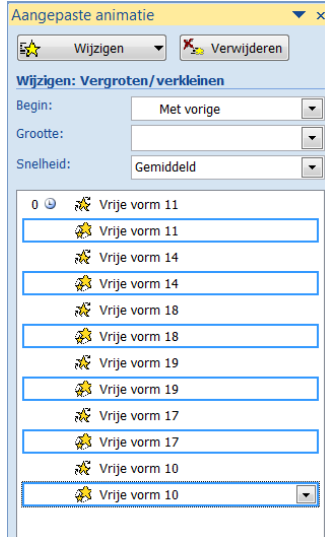 Aangepaste animatie
Wijzigen
Verwijderen
Wijzigen: Vergroten/verkleinen
Begin: Met vorige
Grootte:
Snelheid: Gemiddeld
0 Vrije vorm 11
Vrije vorm 11
Vrije vorm 14
Vrije vorm 14
Vrije vorm 18
Vrije vorm 18
Vrije vorm 19
Vrije vorm 19
Vrije vorm 17
Vrije vorm 17
Vrije vorm 10
Vrije vorm 10